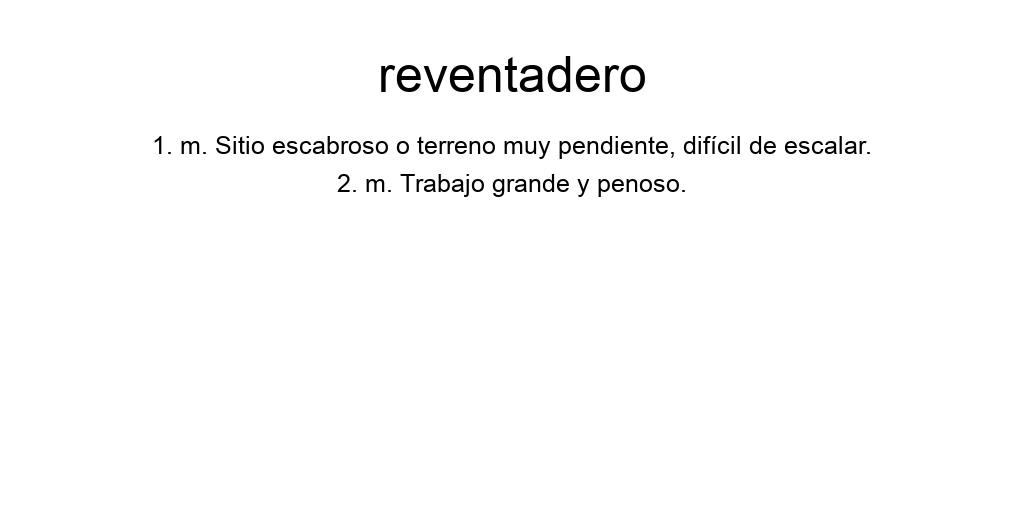 reventadero
1. m. Sitio escabroso o terreno muy pendiente, difícil de escalar.
2. m. Trabajo grande y penoso.